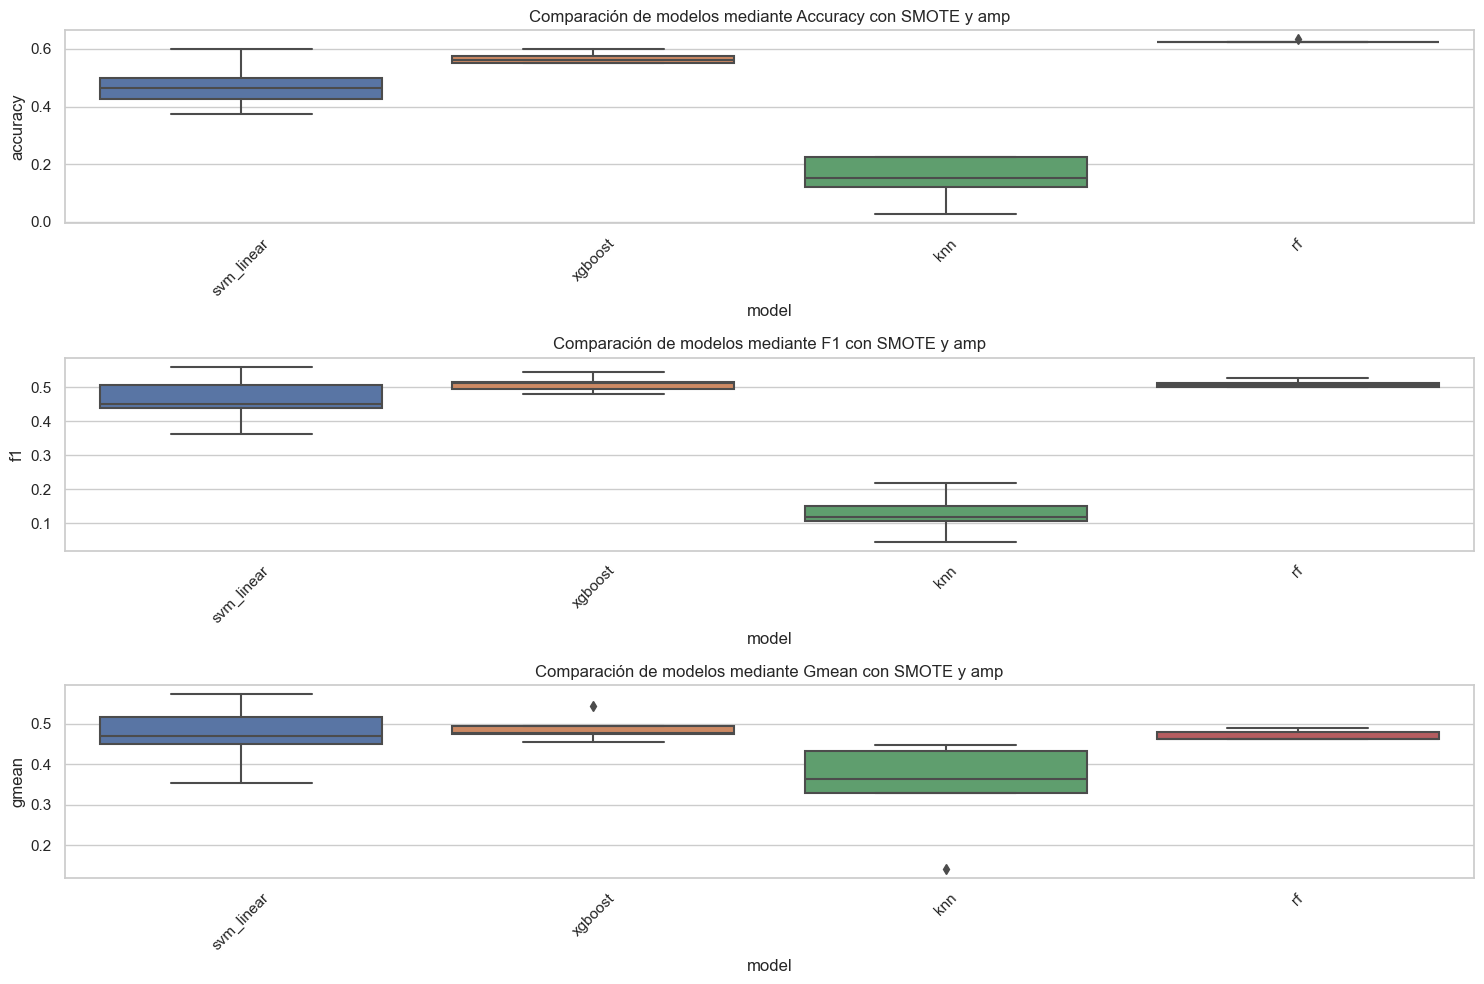 Comparación de modelos mediante Accuracy con SMOTE y amp
accuracy
0.6
0.4
0.2
0.0
svm_linear
xgboost
knn
rf
model
Comparación de modelos mediante F1 con SMOTE y amp
f1
0.5
0.4
0.3
0.2
0.1
svm_linear
xgboost
knn
rf
model
Comparación de modelos mediante Gmean con SMOTE y amp
gmean
0.5
0.4
0.3
0.2
svm_linear
xgboost
knn
rf
model